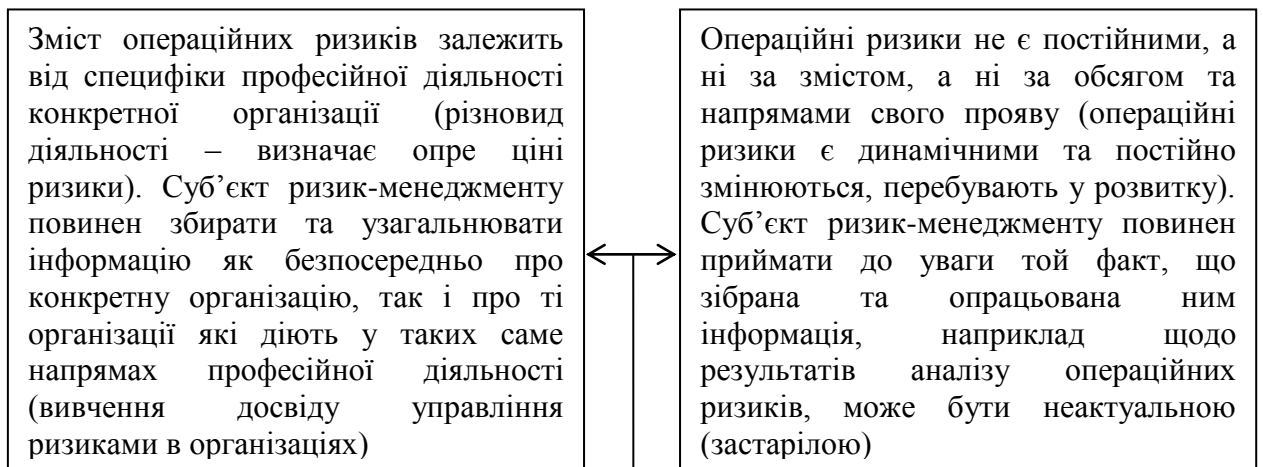 Зміст операційних ризиків залежить
від специфіки професійної діяльності
конкретної організації (різновид
діяльності – визначає опре ціні
ризики). Суб’єкт ризик-менеджменту
повинен збирати та узагальнювати
інформацію як безпосередньо про
конкретну організацію, так і про ті
організації які діють у таких саме
напрямах професійної діяльності
(вивчення досвіду управління
ризиками в організаціях)
Операційні ризики не є постійними, а
ні за змістом, а ні за обсягом та
напрямами свого прояву (операційні
ризики є динамічними та постійно
змінюються, перебувають у розвитку).
Суб’єкт ризик-менеджменту повинен
приймати до уваги той факт, що
зібрана та опрацьована ним
інформація, наприклад щодо
результатів аналізу операційних
ризиків, може бути неактуальною
(застарілою)